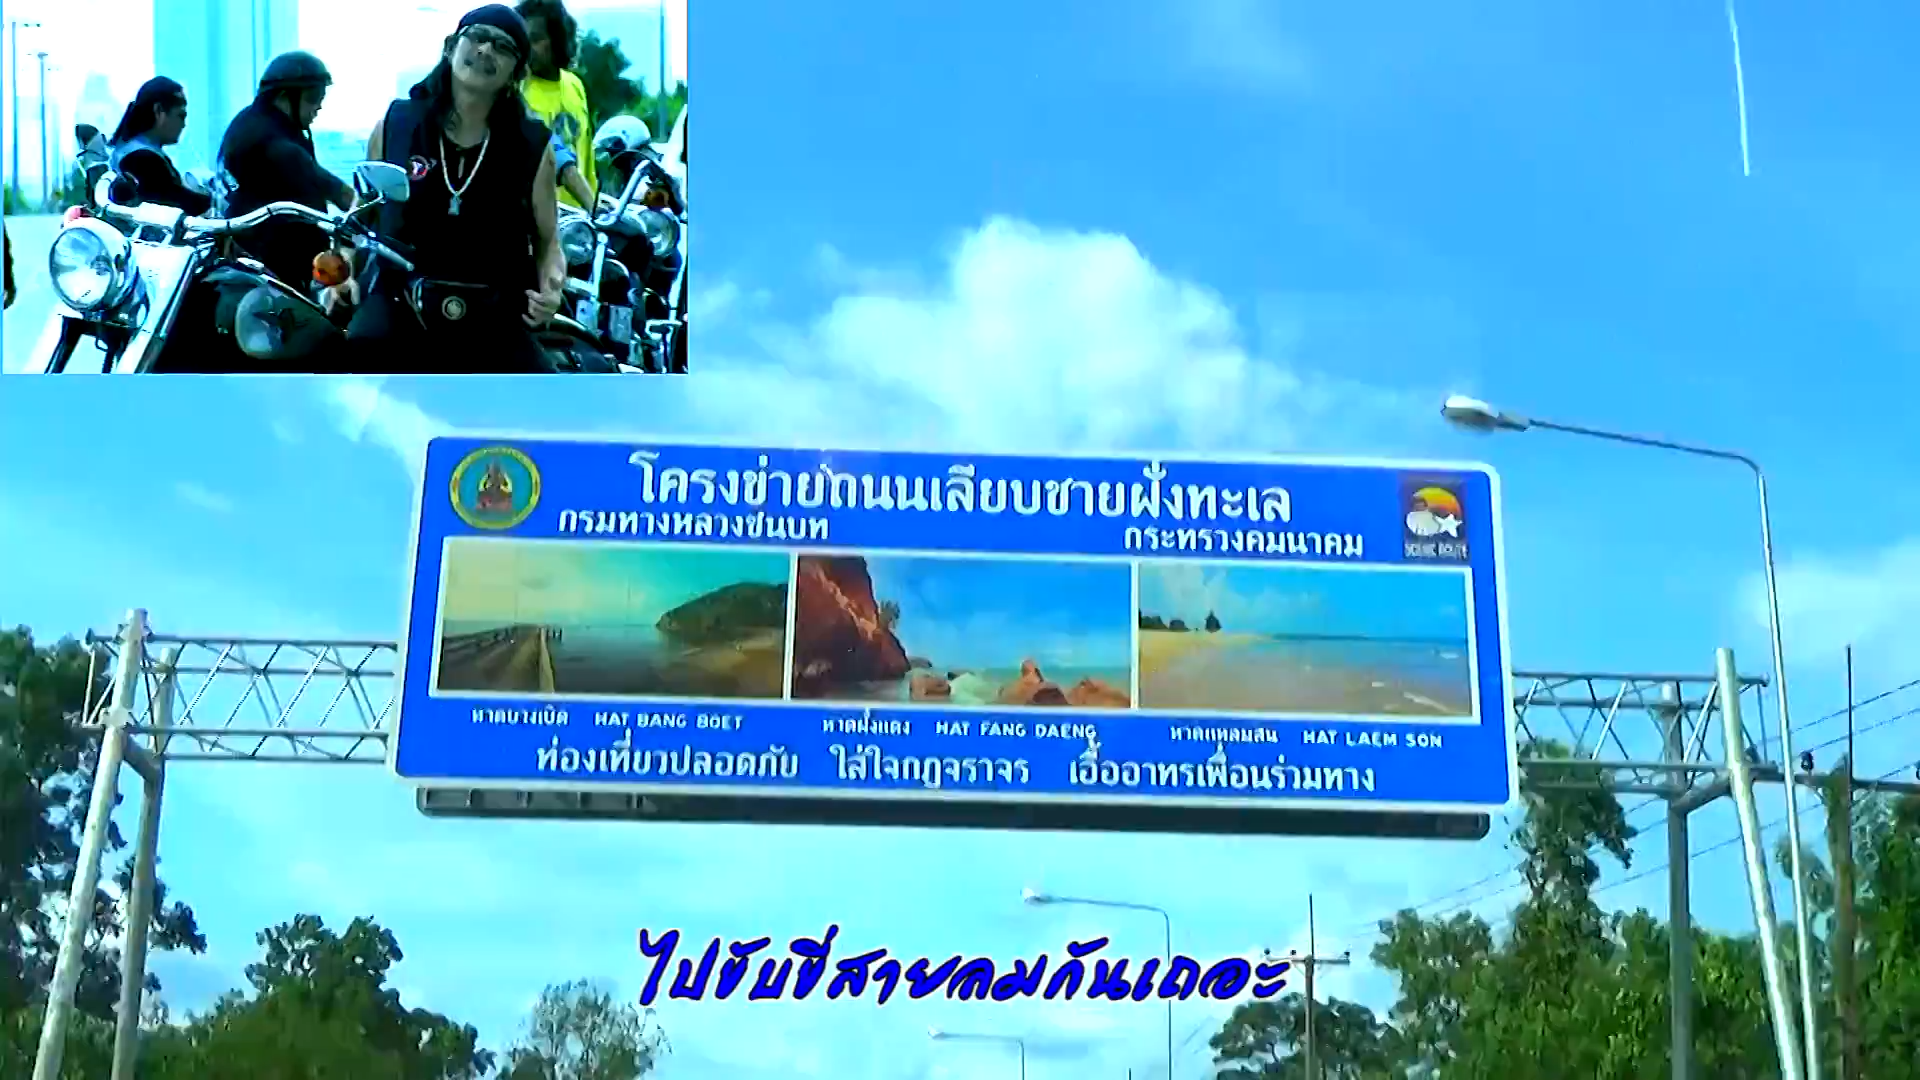 โครงข่ายถนนเลียบชายฝั่งทะเล
กรมทางหลวงชนบท
กระทรวงคมนาคม
SCENIC ROUTE
หาดบางเบิด HAT BANG BOET
หาดฝั่งแดง HAT FANG DAENG
หาดแหลมสน HAT LAEM SON
ท่องเที่ยวปลอดภัย ใส่ใจกฎจราจร เอื้ออาทรเพื่อนร่วมทาง
ไปขับขี่สายลมกันเถอะ